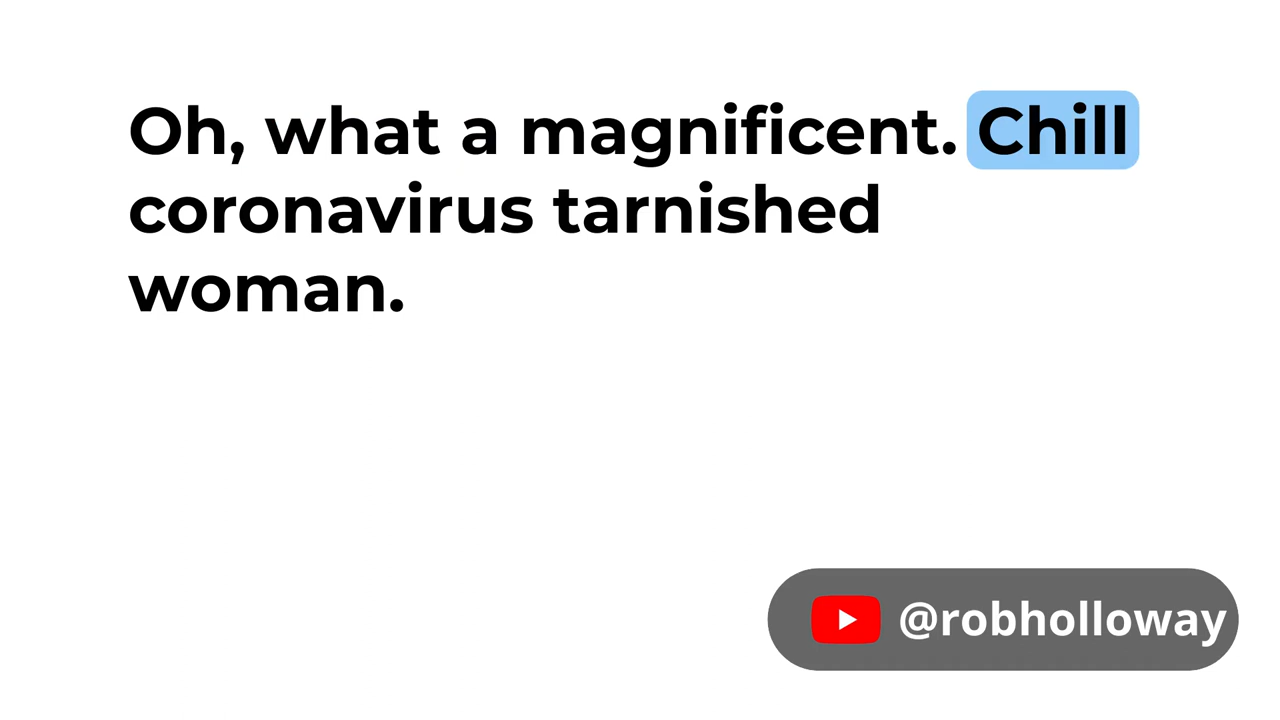 Oh, what a magnificent. Chill
coronavirus tarnished
woman.
@robholloway